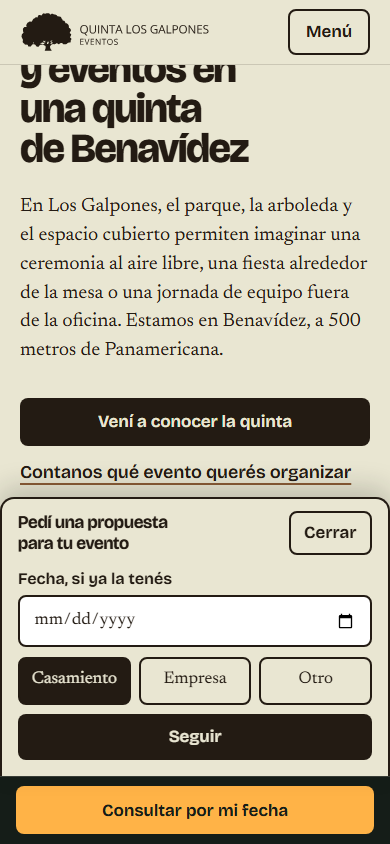 QUINTA LOS GALPONES
EVENTOS
Menú
y eventos en
una quinta
de Benavídez
En Los Galpones, el parque, la arboleda y
el espacio cubierto permiten imaginar una
ceremonia al aire libre, una fiesta alrededor
de la mesa o una jornada de equipo fuera
de la oficina. Estamos en Benavídez, a 500
metros de Panamericana.
Vení a conocer la quinta
Contanos qué evento querés organizar
Pedí una propuesta
para tu evento
Cerrar
Fecha, si ya la tenés
mm/dd/yyyy
Casamiento
Empresa
Otro
Seguir
Consultar por mi fecha